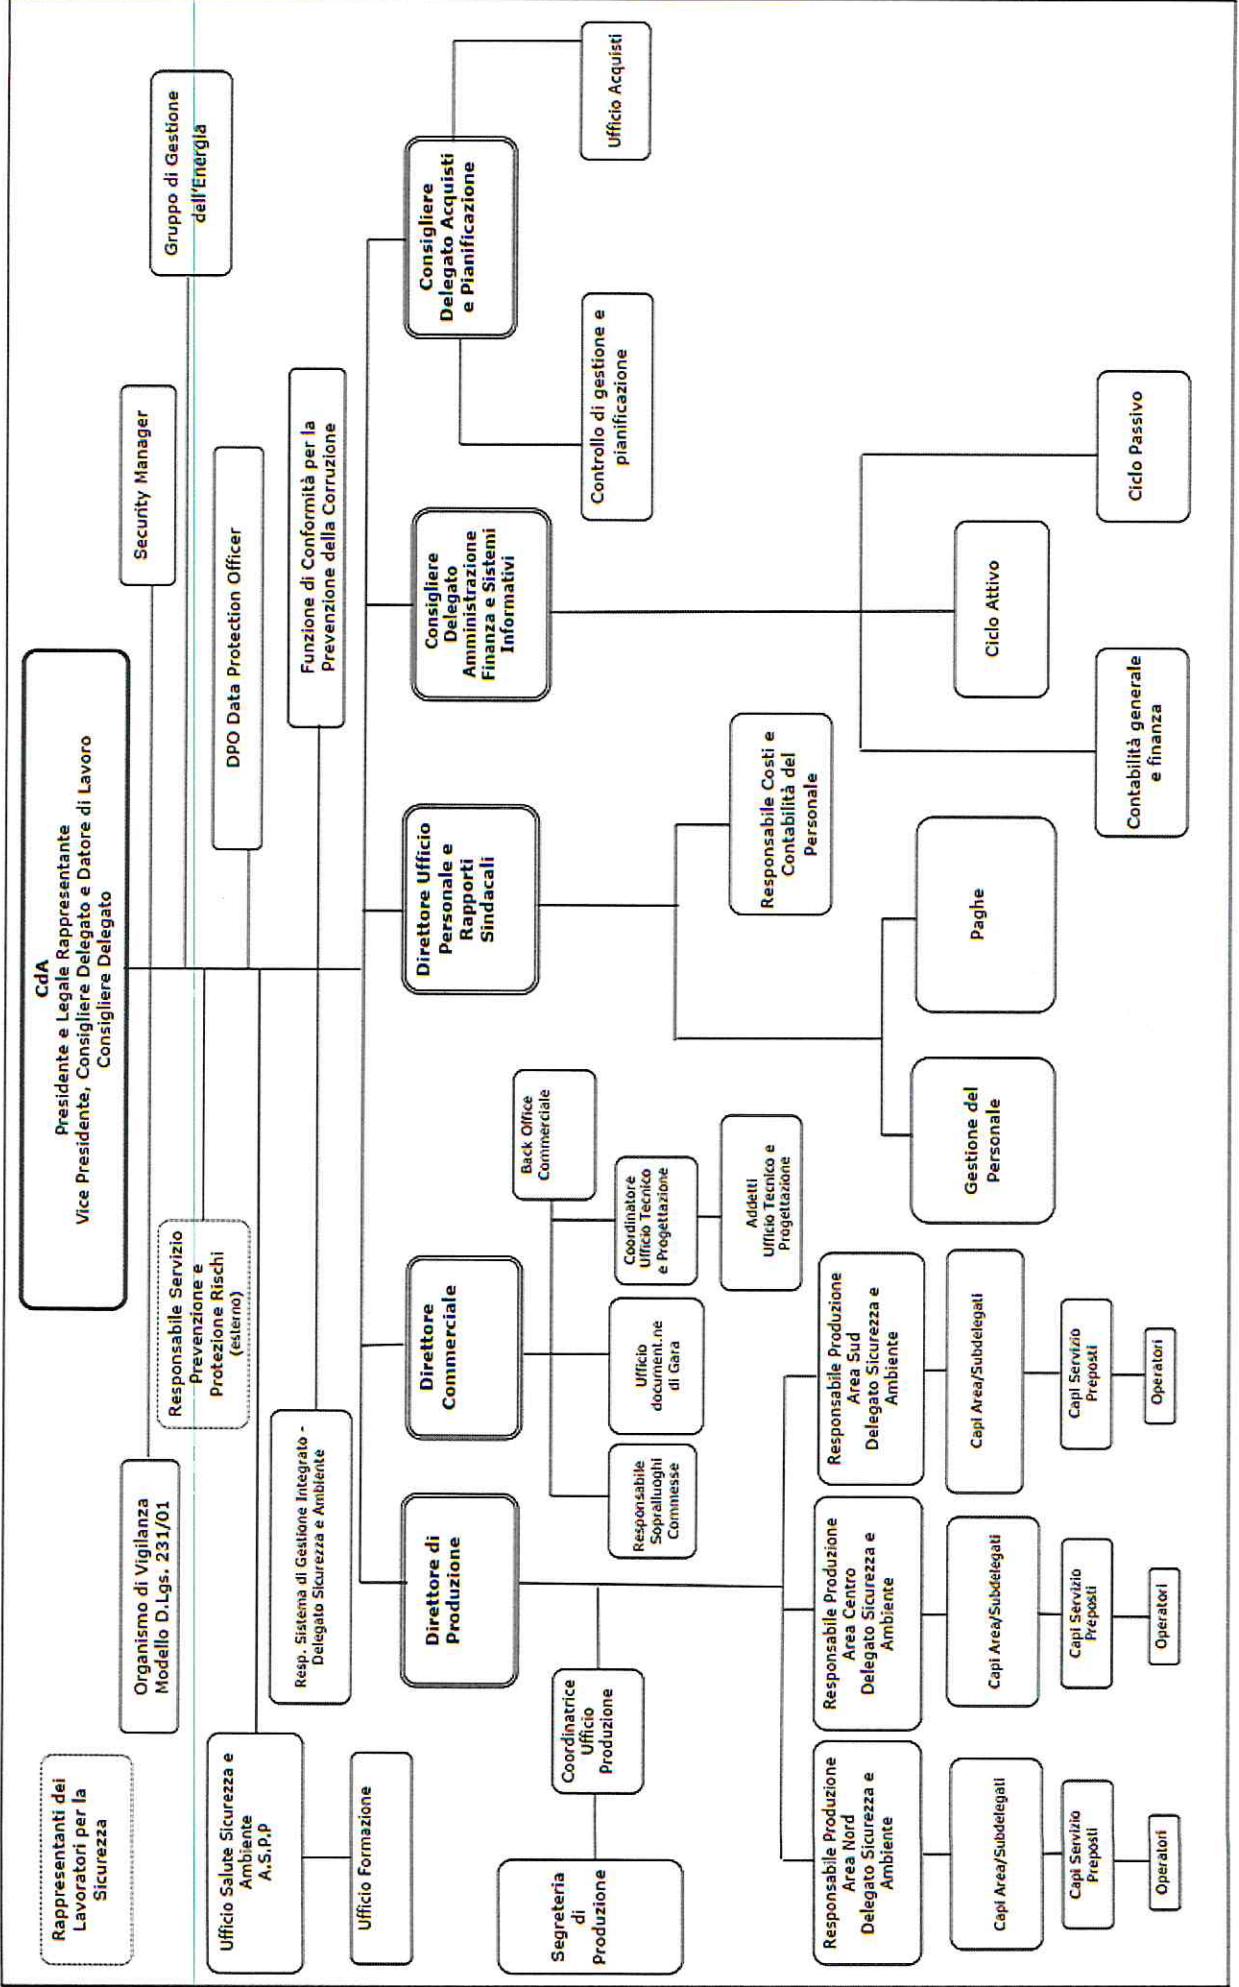 CdA
Presidente e Legale Rappresentante
Vice Presidente, Consigliere Delegato e Datore di Lavoro
Consigliere Delegato
Rappresentanti dei
Lavoratori per la
Sicurezza
Organismo di Vigilanza
Modello D.Lgs. 231/01
Security Manager
Responsabile Servizio
Prevenzione e
Protezione Rischi
(esterno)
Gruppo di Gestione
dell'Energia
Ufficio Salute Sicurezza e
Ambiente
A.S.P.P
DPO Data Protection Officer
Resp. Sistema di Gestione Integrato -
Delegato Sicurezza e Ambiente
Funzione di Conformità per la
Prevenzione della Corruzione
Ufficio Formazione
Direttore di
Produzione
Direttore
Commerciale
Direttore Ufficio
Personale e
Rapporti
Sindacali
Consigliere
Delegato
Amministrazione
Finanza e Sistemi
Informativi
Consigliere
Delegato Acquisti
e Pianificazione
Segreteria
di
Produzione
Coordinatrice
Ufficio
Produzione
Back Office
Commerciale
Responsabile
Sopralluoghi
Commesse
Ufficio
document.ne
di Gara
Coordinatore
Ufficio Tecnico
e Progettazione
Addetti
Ufficio Tecnico e
Progettazione
Controllo di gestione e
pianificazione
Ufficio Acquisti
Responsabile Costi e
Contabilità del
Personale
Responsabile Produzione
Area Nord
Delegato Sicurezza e
Ambiente
Responsabile Produzione
Area Centro
Delegato Sicurezza e
Ambiente
Responsabile Produzione
Area Sud
Delegato Sicurezza e
Ambiente
Gestione del
Personale
Paghe
Ciclo Attivo
Capi Area/Subdelegati
Capi Area/Subdelegati
Capi Area/Subdelegati
Contabilità generale
e finanza
Ciclo Passivo
Capi Servizio
Preposti
Capi Servizio
Preposti
Capi Servizio
Preposti
Operatori
Operatori
Operatori